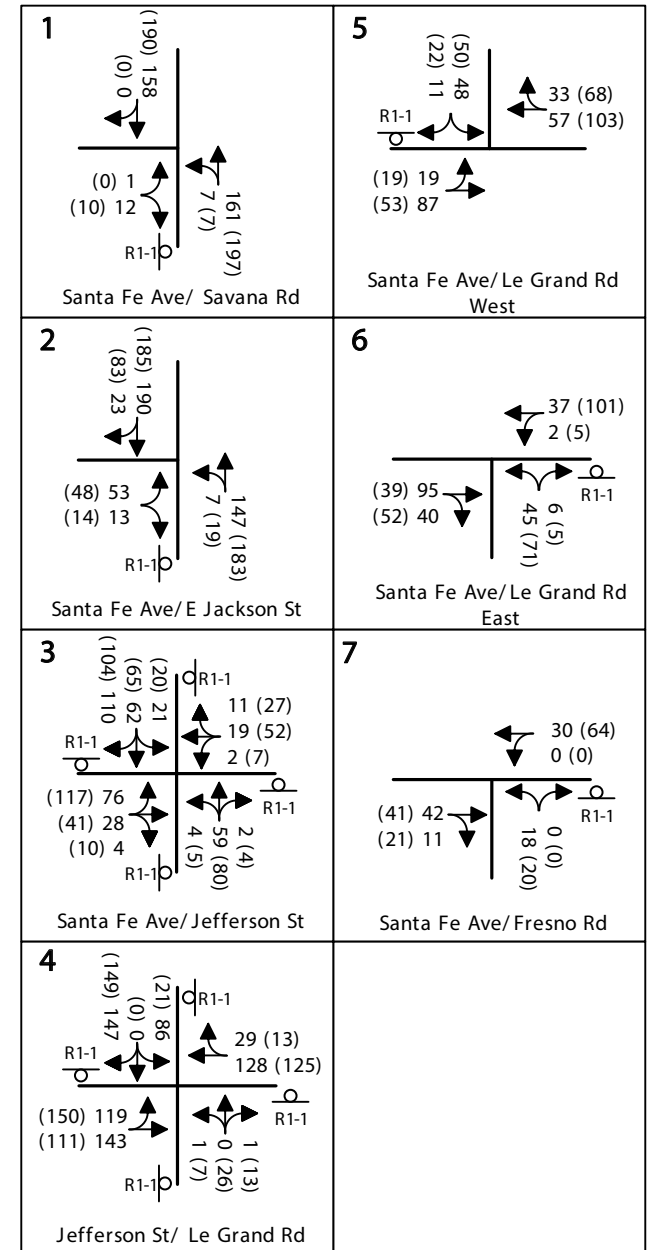 1
(190) 158
(0) 0
(0) 1
(10) 12
161 (197)
7 (7)
R1-1
Santa Fe Ave/ Savana Rd
2
(185) 190
(83) 23
(48) 53
(14) 13
147 (183)
7 (19)
R1-1
Santa Fe Ave/E Jackson St
3
(20) 21
(65) 62
(104) 110
R1-1
11 (27)
19 (52)
2 (7)
R1-1
(117) 76
(41) 28
(10) 4
R1-1
2 (4)
59 (80)
4 (5)
R1-1
Santa Fe Ave/Jefferson St
4
(21) 86
(0) 0
(149) 147
R1-1
29 (13)
128 (125)
R1-1
(150) 119
(111) 143
R1-1
1 (13)
0 (26)
1 (7)
R1-1
Jefferson St/ Le Grand Rd
5
(50) 48
(22) 11
R1-1
33 (68)
57 (103)
(19) 19
(53) 87
Santa Fe Ave/Le Grand Rd
West
6
37 (101)
2 (5)
(39) 95
(52) 40
R1-1
6 (5)
45 (71)
Santa Fe Ave/Le Grand Rd
East
7
30 (64)
0 (0)
(41) 42
(21) 11
R1-1
0 (0)
18 (20)
Santa Fe Ave/Fresno Rd